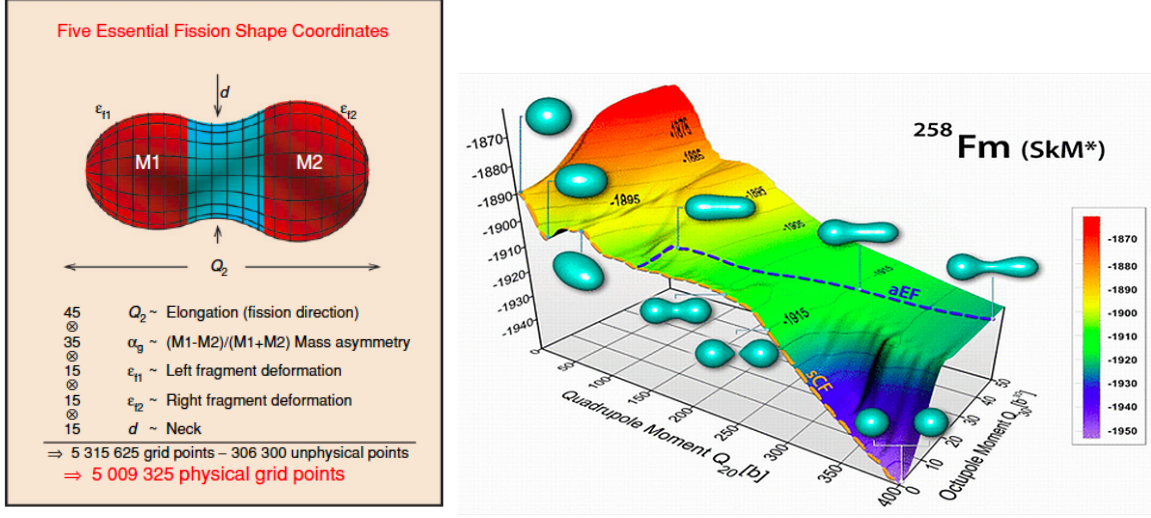 Five Essential Fission Shape Coordinates
d
εf1
εf2
M1
M2
Q2
45 Q2 ~ Elongation (fission direction)
⊗
35 αg ~ (M1-M2)/(M1+M2) Mass asymmetry
⊗
15 εf1 ~ Left fragment deformation
⊗
15 εf2 ~ Right fragment deformation
⊗
15 d ~ Neck
⇒ 5 315 625 grid points – 306 300 unphysical points
⇒ 5 009 325 physical grid points
258Fm (SkM*)
-1870
-1880
-1890
-1900
-1910
-1920
-1930
-1940
-1875
-1885
-1895
-1895
-1905
-1915
-1915
aEF
sCF
0
50
100
150
200
250
300
350
400
Quadrupole Moment Q20 [b]
0
10
20
30
40
50
Octupole Moment Q30
-1870
-1880
-1890
-1900
-1910
-1920
-1930
-1940
-1950